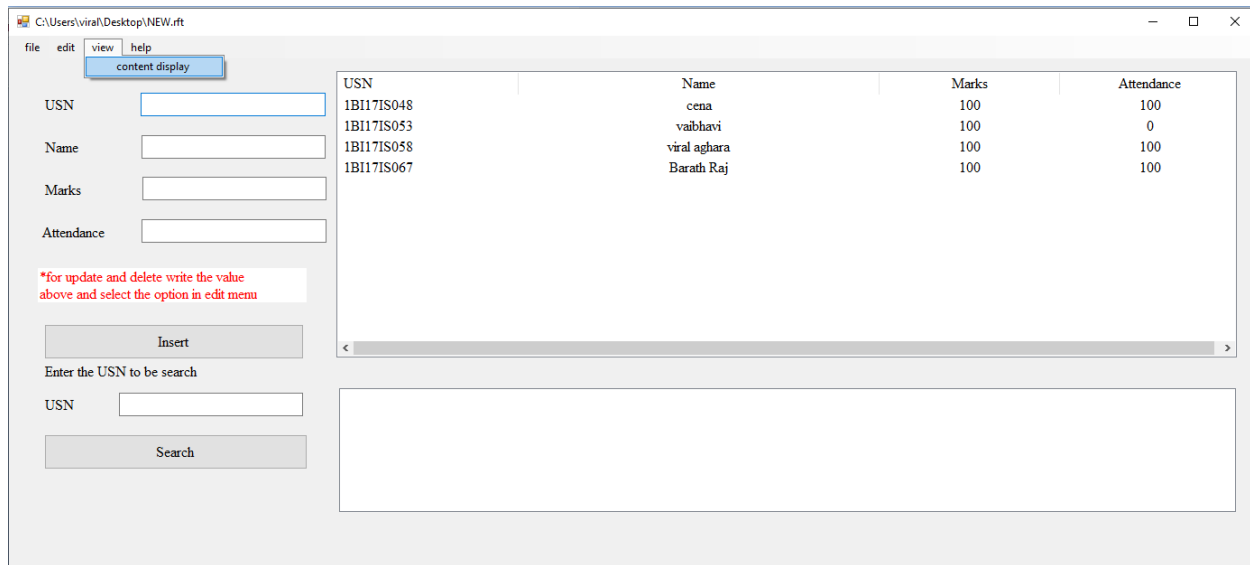 C:\Users\viral\Desktop\NEW.rft
file edit view help
content display
USN
Name
Marks
Attendance
*for update and delete write the value
above and select the option in edit menu
Insert
Enter the USN to be search
USN
Search
USN Name Marks Attendance
1BI17IS048 cena 100 100
1BI17IS053 vaibhavi 100 0
1BI17IS058 viral aghara 100 100
1BI17IS067 Barath Raj 100 100